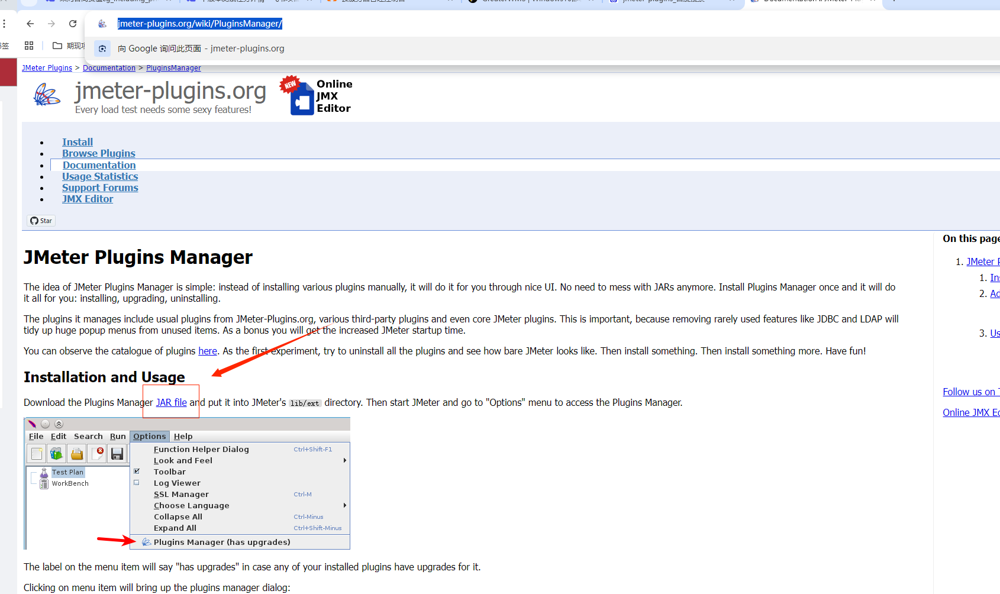 jmeter-plugins.org/wiki/PluginsManager/
向 Google 询问此页面 - jmeter-plugins.org
JMeter Plugins > Documentation > PluginsManager
jmeter-plugins.org
Every load test needs some sexy features!
NEW
Online
JMX
Editor
Install
Browse Plugins
Documentation
Usage Statistics
Support Forums
JMX Editor
Star
JMeter Plugins Manager
The idea of JMeter Plugins Manager is simple: instead of installing various plugins manually, it will do it for you through nice UI. No need to mess with JARs anymore. Install Plugins Manager once and it will do
it all for you: installing, upgrading, uninstalling.
The plugins it manages include usual plugins from JMeter-Plugins.org, various third-party plugins and even core JMeter plugins. This is important, because removing rarely used features like JDBC and LDAP will
tidy up huge popup menus from unused items. As a bonus you will get the increased JMeter startup time.
You can observe the catalogue of plugins here. As the first experiment, try to uninstall all the plugins and see how bare JMeter looks like. Then install something. Then install something more. Have fun!
Installation and Usage
Download the Plugins Manager JAR file and put it into JMeter's lib/ext directory. Then start JMeter and go to "Options" menu to access the Plugins Manager.
File Edit Search Run Options Help
Function Helper Dialog Ctrl+Shift-F1
Look and Feel
Toolbar
Log Viewer
SSL Manager Ctrl-M
Choose Language
Collapse All Ctrl-Minus
Expand All Ctrl+Shift-Minus
Plugins Manager (has upgrades)
Test Plan
WorkBench
The label on the menu item will say "has upgrades" in case any of your installed plugins have upgrades for it.
Clicking on menu item will bring up the plugins manager dialog:
On this page
1. JMeter P
1. Ins
2. Ad
3. Us
Follow us on T
Online JMX Ed